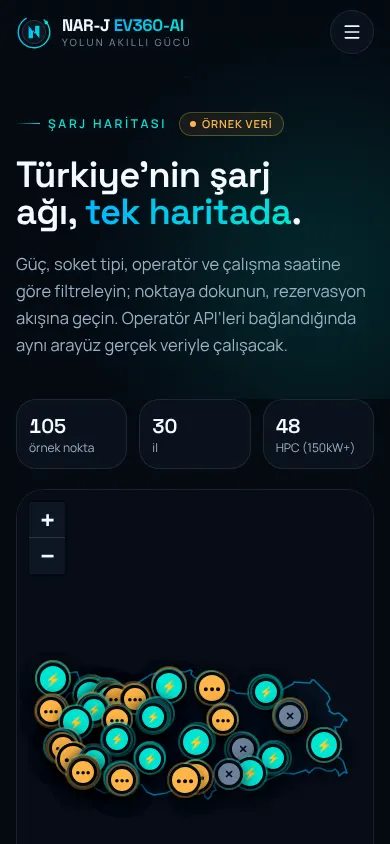 NAR-J EV360-AI
YOLUN AKILLI GÜCÜ
ŞARJ HARİTASI
ÖRNEK VERİ
Türkiye'nin şarj
ağı, tek haritada.
Güç, soket tipi, operatör ve çalışma saatine
göre filtreleyin; noktaya dokunun, rezervasyon
akışına geçin. Operatör API'leri bağlandığında
aynı arayüz gerçek veriyle çalışacak.
105
örnek nokta
30
il
48
HPC (150kW+)
+
−